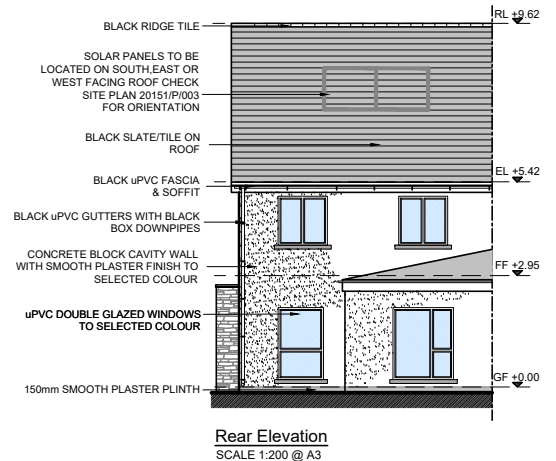 BLACK RIDGE TILE
RL +9.62
SOLAR PANELS TO BE
LOCATED ON SOUTH,EAST OR
WEST FACING ROOF CHECK
SITE PLAN 20151/P/003
FOR ORIENTATION
BLACK SLATE/TILE ON
ROOF
EL +5.42
BLACK uPVC FASCIA
& SOFFIT
BLACK uPVC GUTTERS WITH BLACK
BOX DOWNPIPES
CONCRETE BLOCK CAVITY WALL
WITH SMOOTH PLASTER FINISH TO
SELECTED COLOUR
FF +2.95
uPVC DOUBLE GLAZED WINDOWS
TO SELECTED COLOUR
150mm SMOOTH PLASTER PLINTH
GF +0.00
Rear Elevation
SCALE 1:200 @ A3